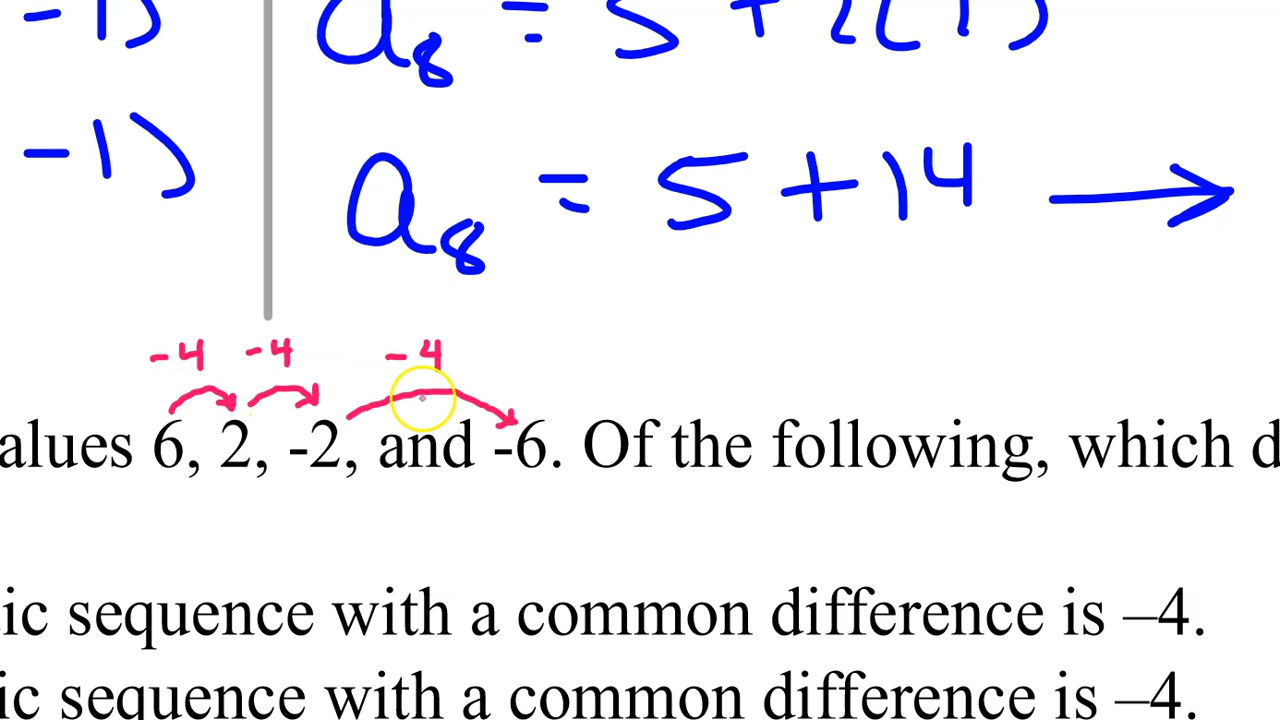 -1) a8 = 5 + 2(7)
-1) a8 = 5 + 14 →
-4 -4 -4
alues 6, 2, -2, and -6. Of the following, which d
ic sequence with a common difference is –4.
ic sequence with a common difference is –4.